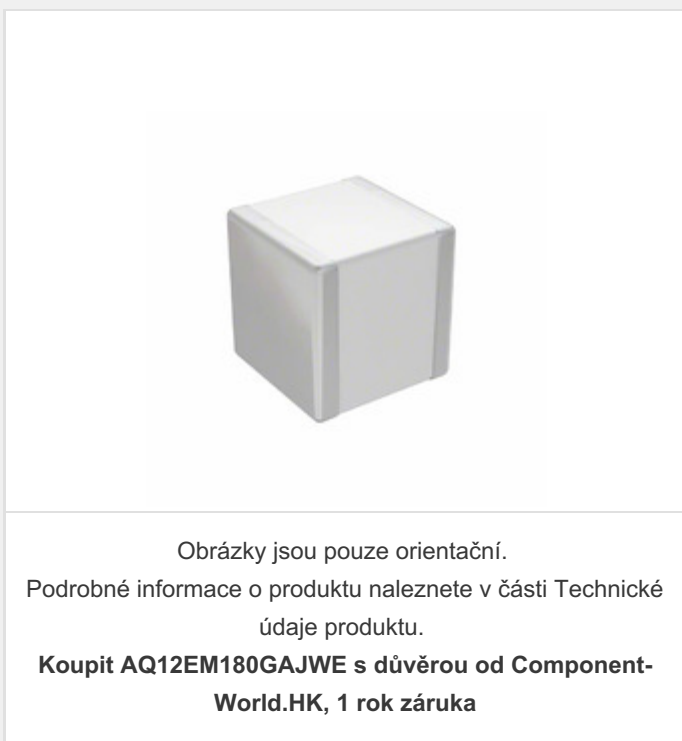 Obrázky jsou pouze orientační.
Podrobné informace o produktu naleznete v části Technické
údaje produktu.
Koupit AQ12EM180GAJWE s důvěrou od Component-
World.HK, 1 rok záruka